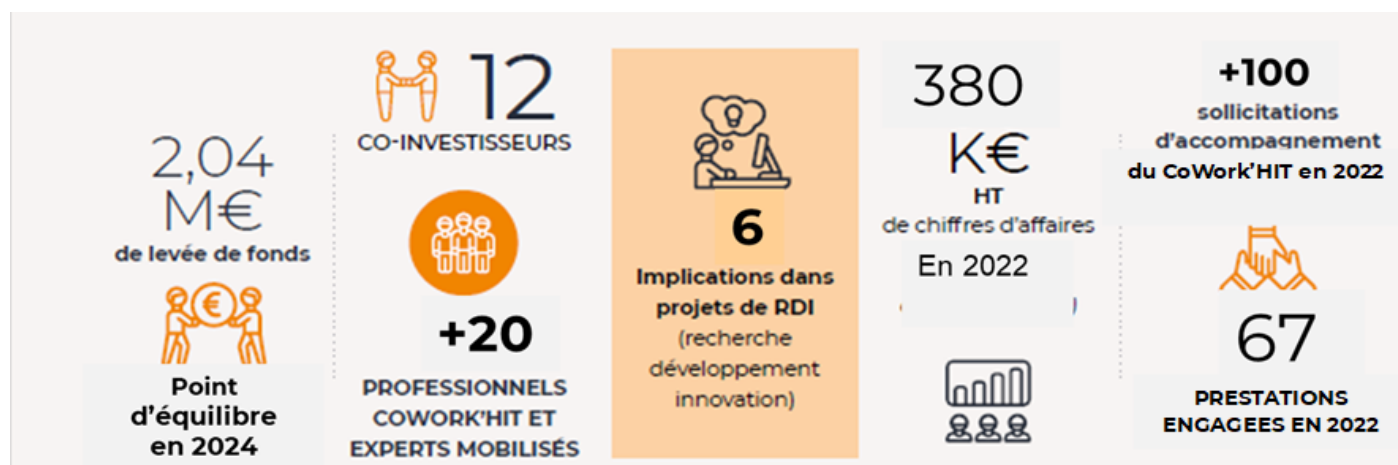 2,04
M€
de levée de fonds
€
Point
d'équilibre
en 2024
12
CO-INVESTISSEURS
+20
PROFESSIONNELS
COWORK'HIT ET
EXPERTS MOBILISÉS
6
Implications dans
projets de RDI
(recherche
développement
innovation)
380
K€
HT
de chiffres d'affaires
En 2022
+100
sollicitations
d'accompagnement
du CoWork'HIT en 2022
67
PRESTATIONS
ENGAGEES EN 2022